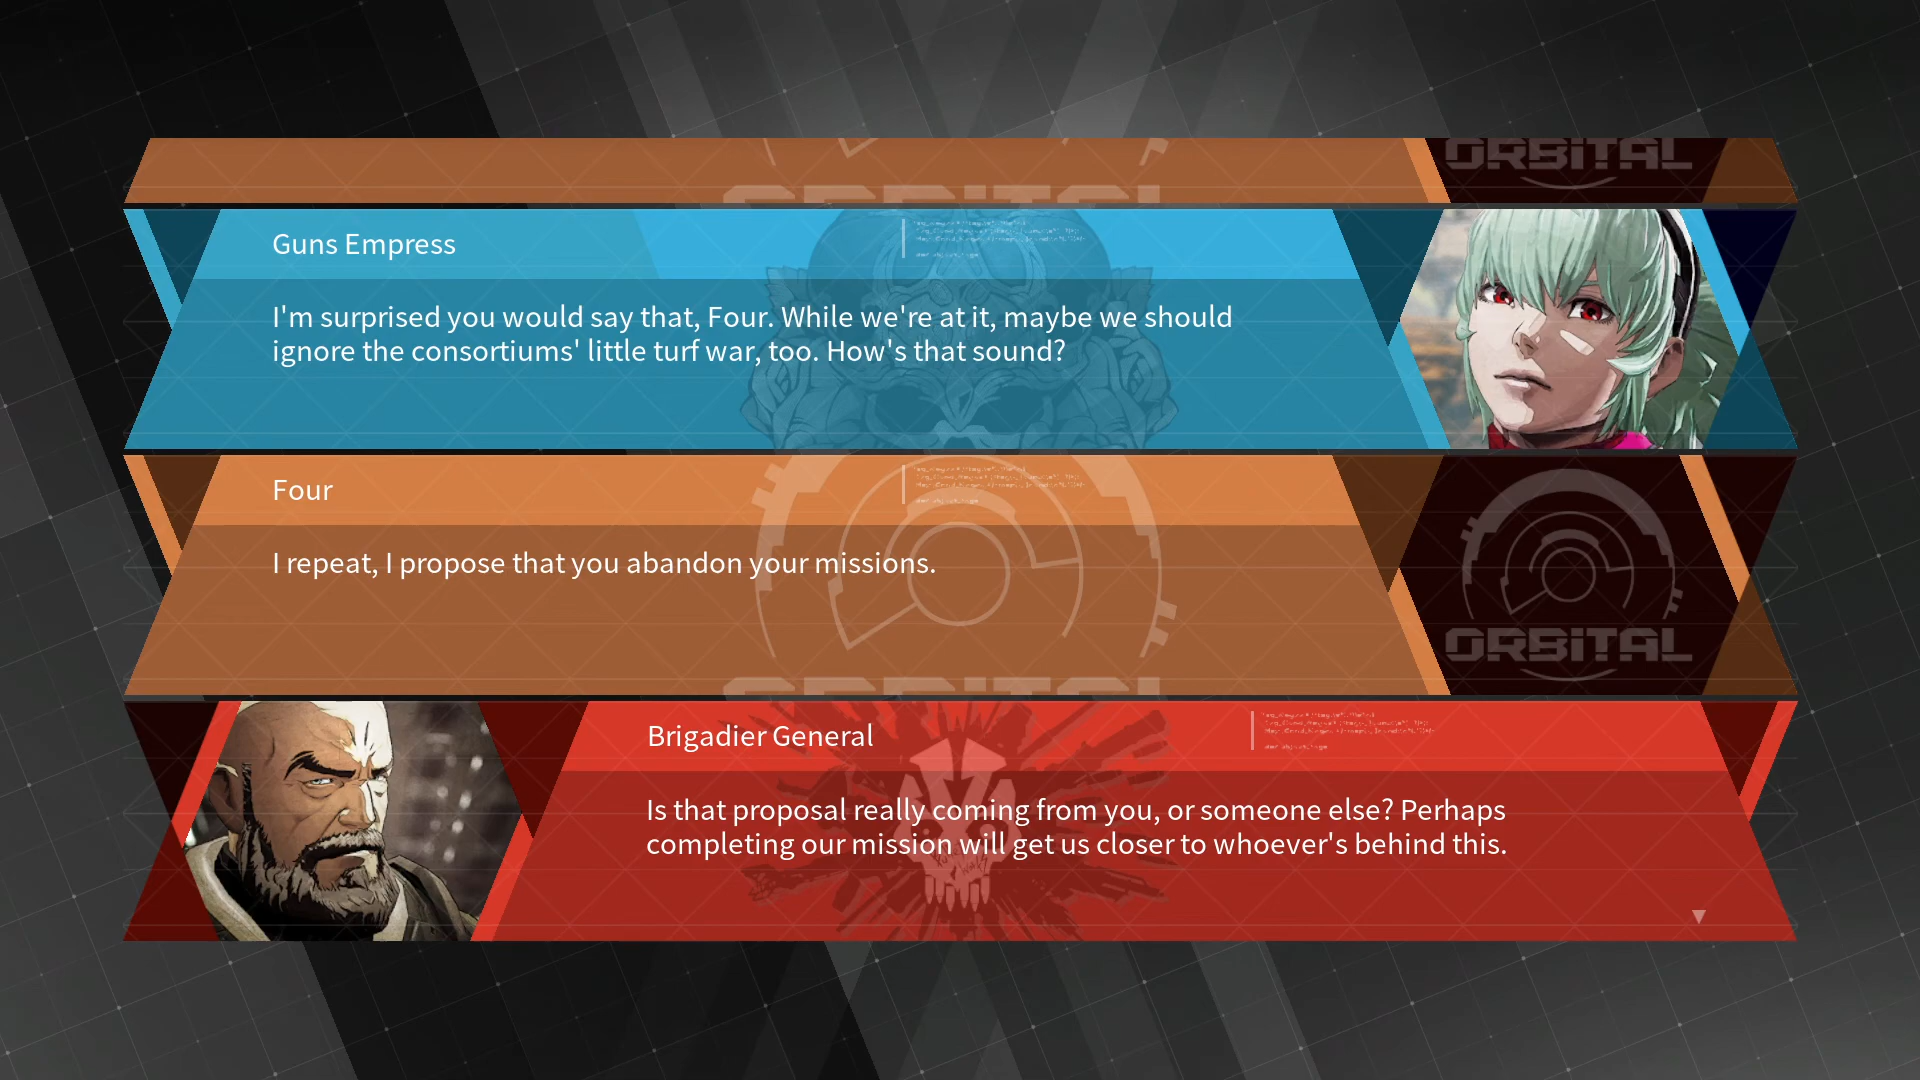 ORBiTAL
Guns Empress
I'm surprised you would say that, Four. While we're at it, maybe we should
ignore the consortiums' little turf war, too. How's that sound?
Four
I repeat, I propose that you abandon your missions.
ORBiTAL
Brigadier General
Is that proposal really coming from you, or someone else? Perhaps
completing our mission will get us closer to whoever's behind this.